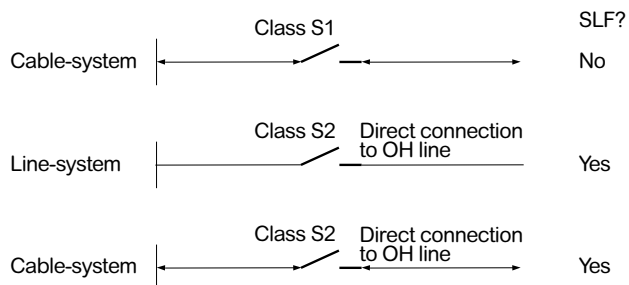 SLF?
Class S1
Cable-system No
Class S2 Direct connection
to OH line
Line-system Yes
Class S2 Direct connection
to OH line
Cable-system Yes